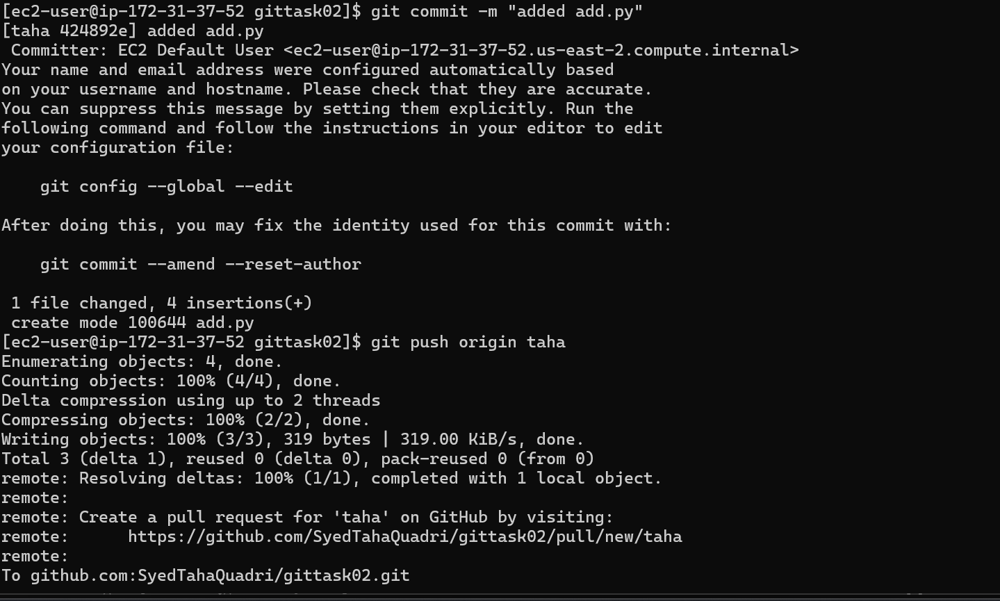 [ec2-user@ip-172-31-37-52 gittask02]$ git commit -m "added add.py"
[taha 424892e] added add.py
 Committer: EC2 Default User <ec2-user@ip-172-31-37-52.us-east-2.compute.internal>
Your name and email address were configured automatically based
on your username and hostname. Please check that they are accurate.
You can suppress this message by setting them explicitly. Run the
following command and follow the instructions in your editor to edit
your configuration file:

    git config --global --edit

After doing this, you may fix the identity used for this commit with:

    git commit --amend --reset-author

 1 file changed, 4 insertions(+)
 create mode 100644 add.py
[ec2-user@ip-172-31-37-52 gittask02]$ git push origin taha
Enumerating objects: 4, done.
Counting objects: 100% (4/4), done.
Delta compression using up to 2 threads
Compressing objects: 100% (2/2), done.
Writing objects: 100% (3/3), 319 bytes | 319.00 KiB/s, done.
Total 3 (delta 1), reused 0 (delta 0), pack-reused 0 (from 0)
remote: Resolving deltas: 100% (1/1), completed with 1 local object.
remote:
remote: Create a pull request for 'taha' on GitHub by visiting:
remote:      https://github.com/SyedTahaQuadri/gittask02/pull/new/taha
remote:
To github.com:SyedTahaQuadri/gittask02.git